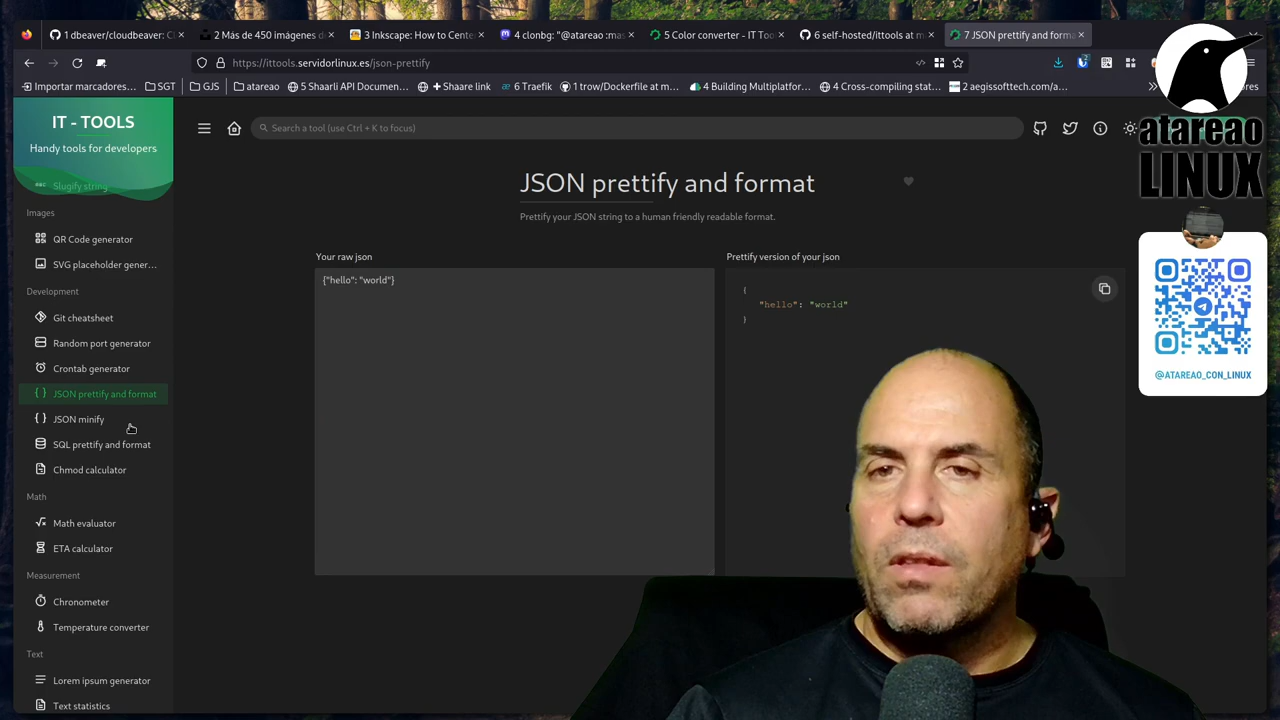 1 dbeaver/cloudbeaver: Cl
2 Más de 450 imágenes d
3 Inkscape: How to Cente
4 clonbg: "@atareao :mas
5 Color converter - IT Too
6 self-hosted/ittools at m
7 JSON prettify and forma
https://ittools.servidorlinux.es/json-prettify
Importar marcadores...
SGT
GJS
atareao
5 Shaarli API Documen...
Share link
6 Traefik
1 trow/Dockerfile at m...
4 Building Multiplatfor...
4 Cross-compiling stat...
2 aegissofttech.com/a...
ores
atareao
LINUX
@ATAREAO_CON_LINUX
IT - TOOLS
Handy tools for developers
Slugify string
Images
QR Code generator
SVG placeholder gener...
Development
Git cheatsheet
Random port generator
Crontab generator
JSON prettify and format
JSON minify
SQL prettify and format
Chmod calculator
Math
Math evaluator
ETA calculator
Measurement
Chronometer
Temperature converter
Text
Lorem ipsum generator
Text statistics
Search a tool (use Ctrl + K to focus)
JSON prettify and format
Prettify your JSON string to a human friendly readable format.
Your raw json
{"hello": "world"}
Prettify version of your json
{
"hello": "world"
}